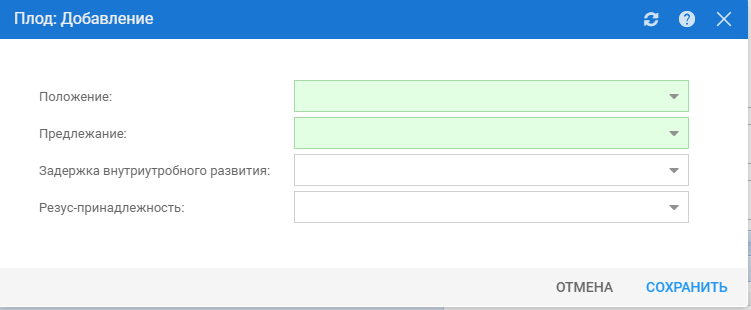 Плод: Добавление
Положение:
Предлежание:
Задержка внутриутробного развития:
Резус-принадлежность:
ОТМЕНА СОХРАНИТЬ